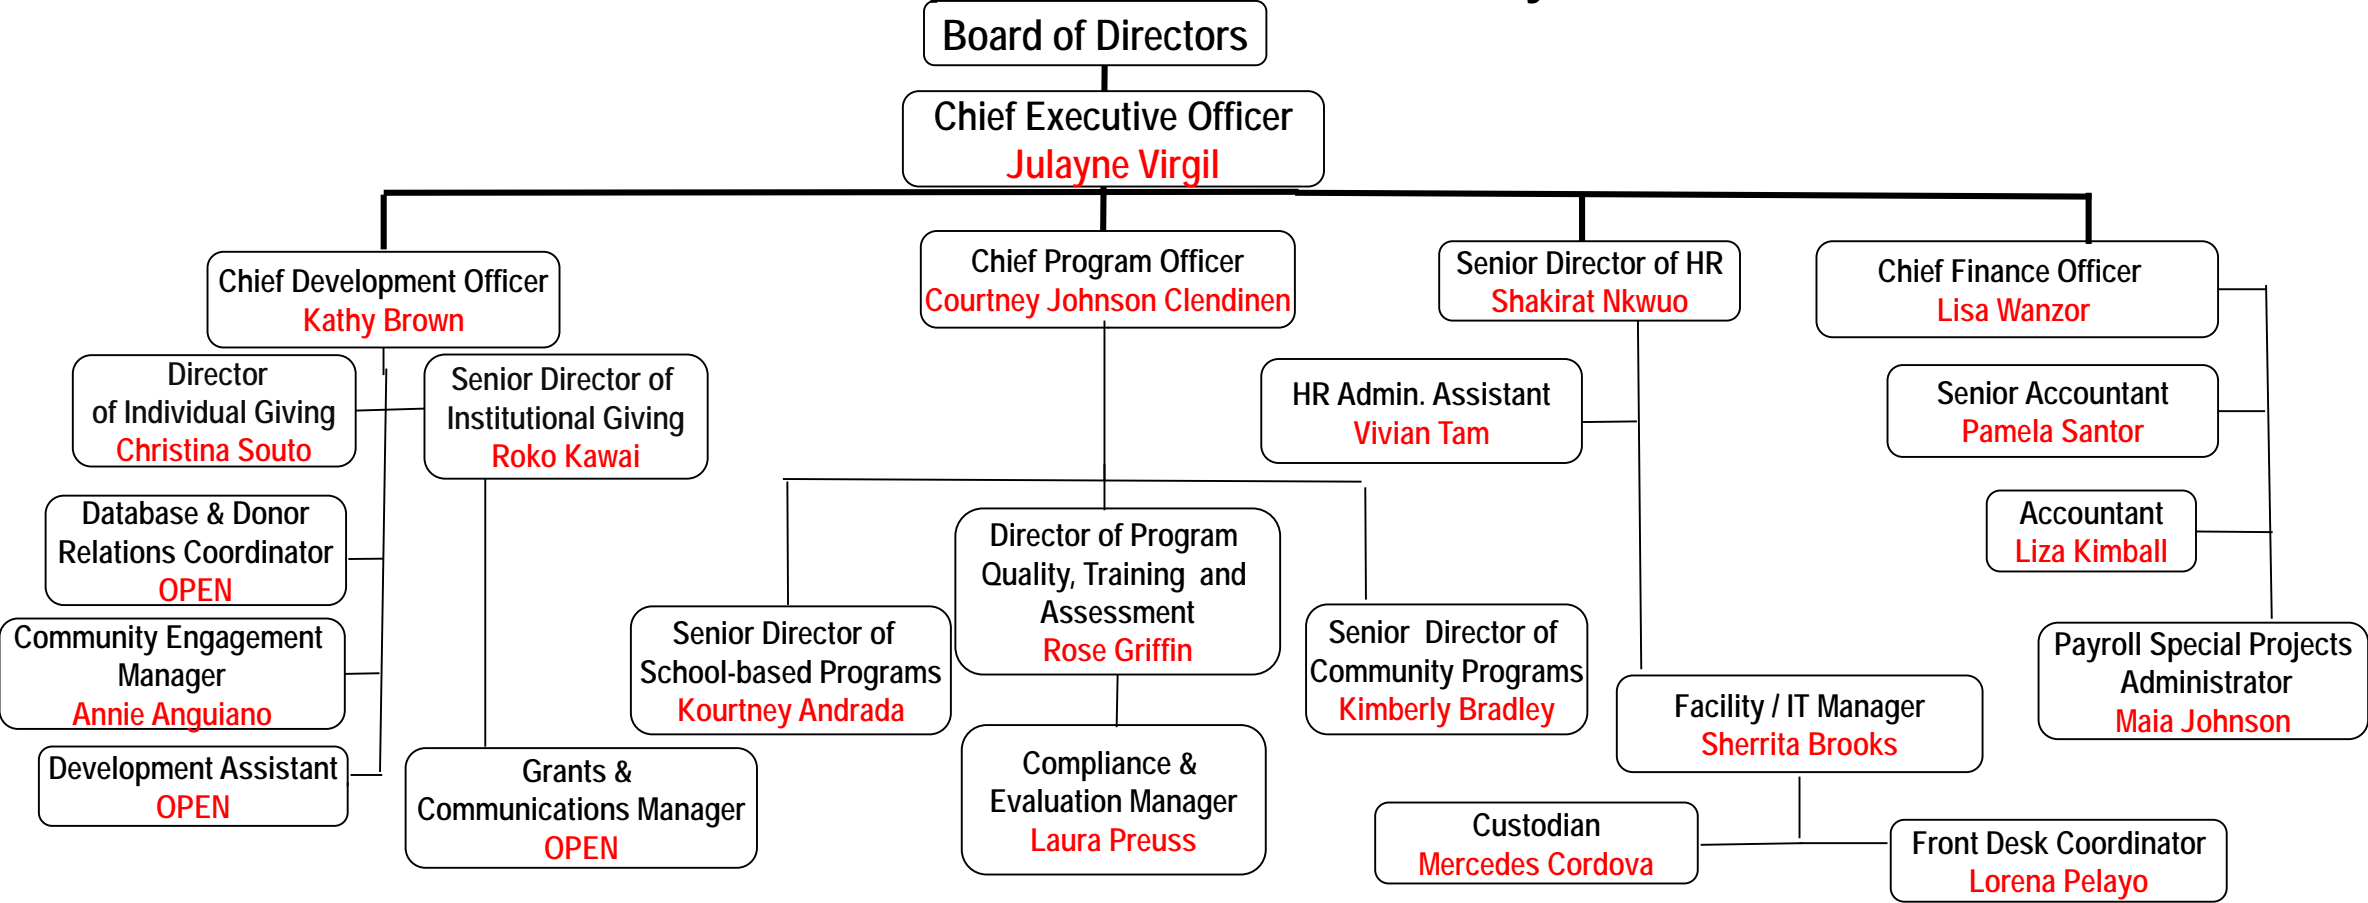 Board of Directors
Chief Executive Officer
Julayne Virgil
Chief Development Officer
Kathy Brown
Chief Program Officer
Courtney Johnson Clendinen
Senior Director of HR
Shakirat Nkwuo
Chief Finance Officer
Lisa Wanzor
Director
of Individual Giving
Christina Souto
Senior Director of
Institutional Giving
Roko Kawai
HR Admin. Assistant
Vivian Tam
Senior Accountant
Pamela Santor
Database & Donor
Relations Coordinator
OPEN
Accountant
Liza Kimball
Director of Program
Quality, Training and
Assessment
Rose Griffin
Community Engagement
Manager
Annie Anguiano
Senior Director of
School-based Programs
Kourtney Andrada
Senior Director of
Community Programs
Kimberly Bradley
Payroll Special Projects
Administrator
Maia Johnson
Facility / IT Manager
Sherrita Brooks
Development Assistant
OPEN
Grants &
Communications Manager
OPEN
Compliance &
Evaluation Manager
Laura Preuss
Custodian
Mercedes Cordova
Front Desk Coordinator
Lorena Pelayo